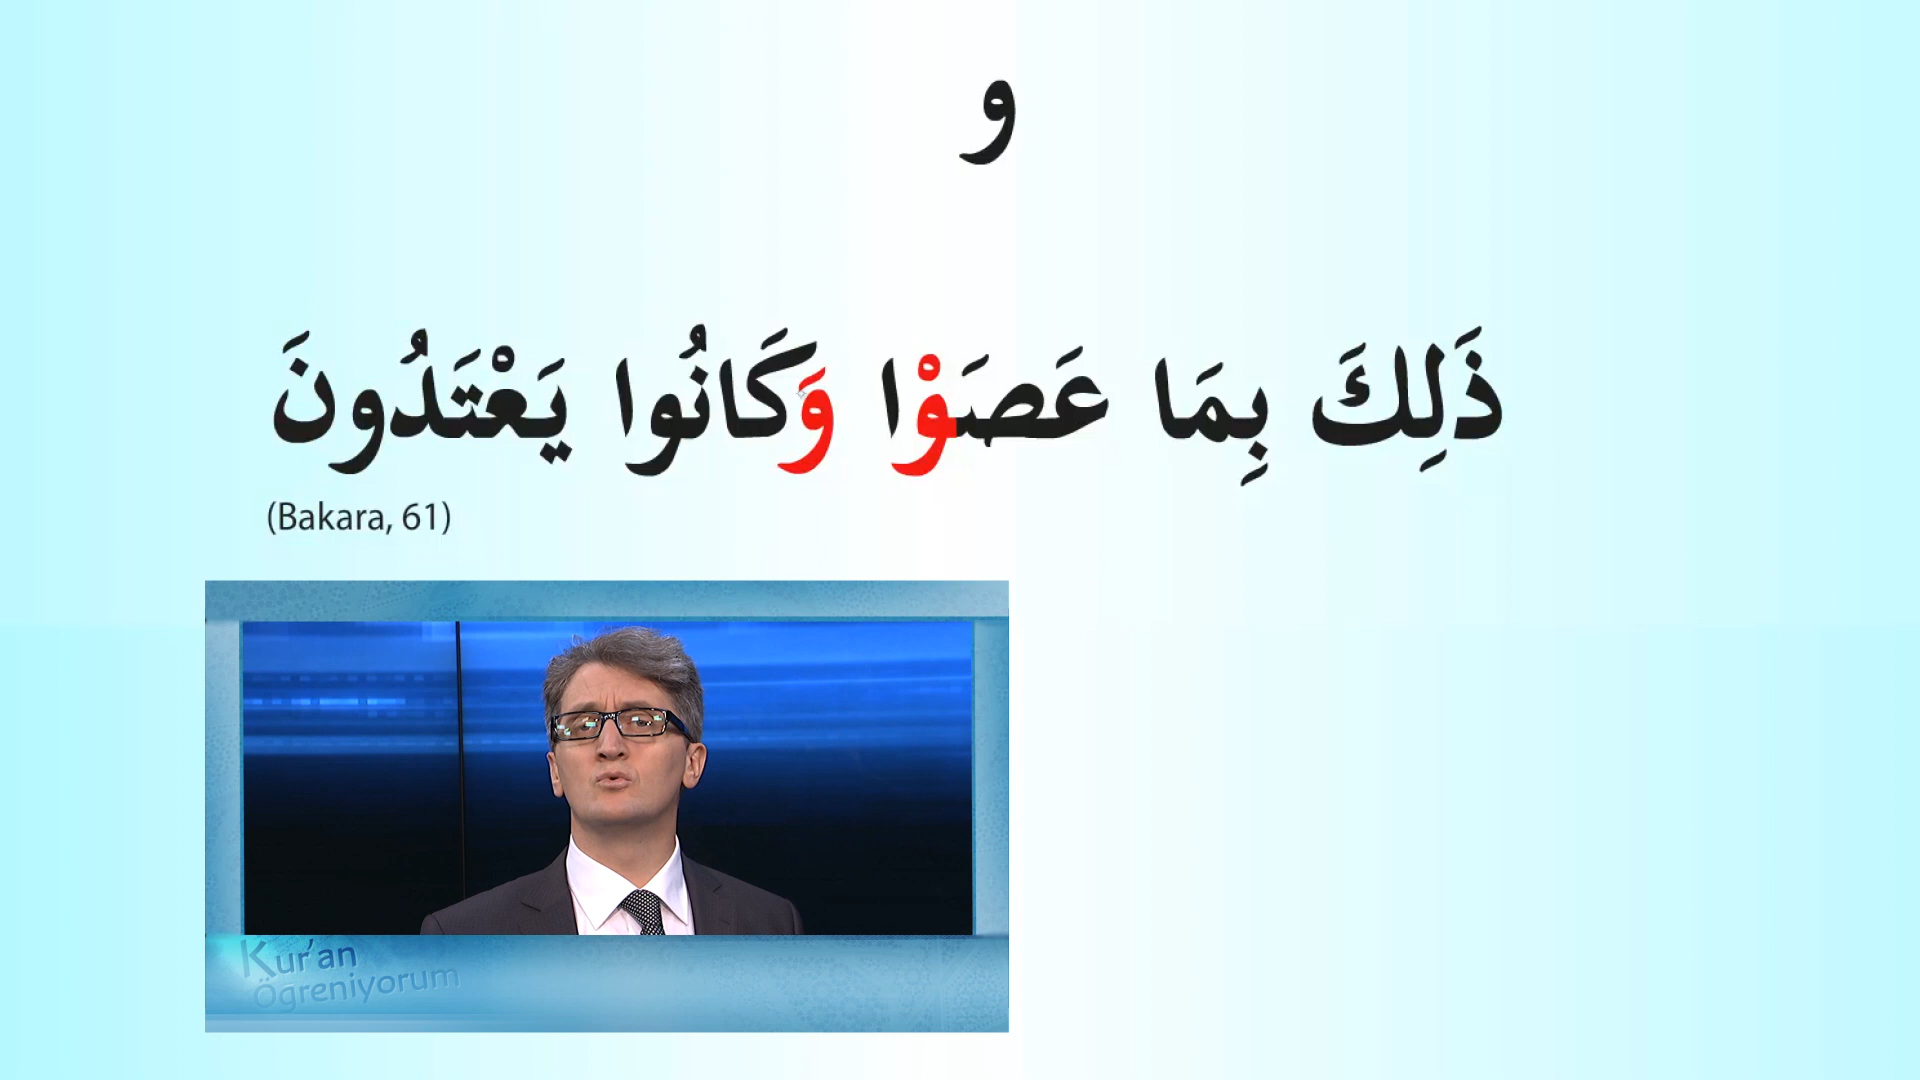 و
ذَلِكَ بِمَا عَصَوْا وَكَانُوا يَعْتَدُونَ
(Bakara, 61)
Kur'an
Öğreniyorum